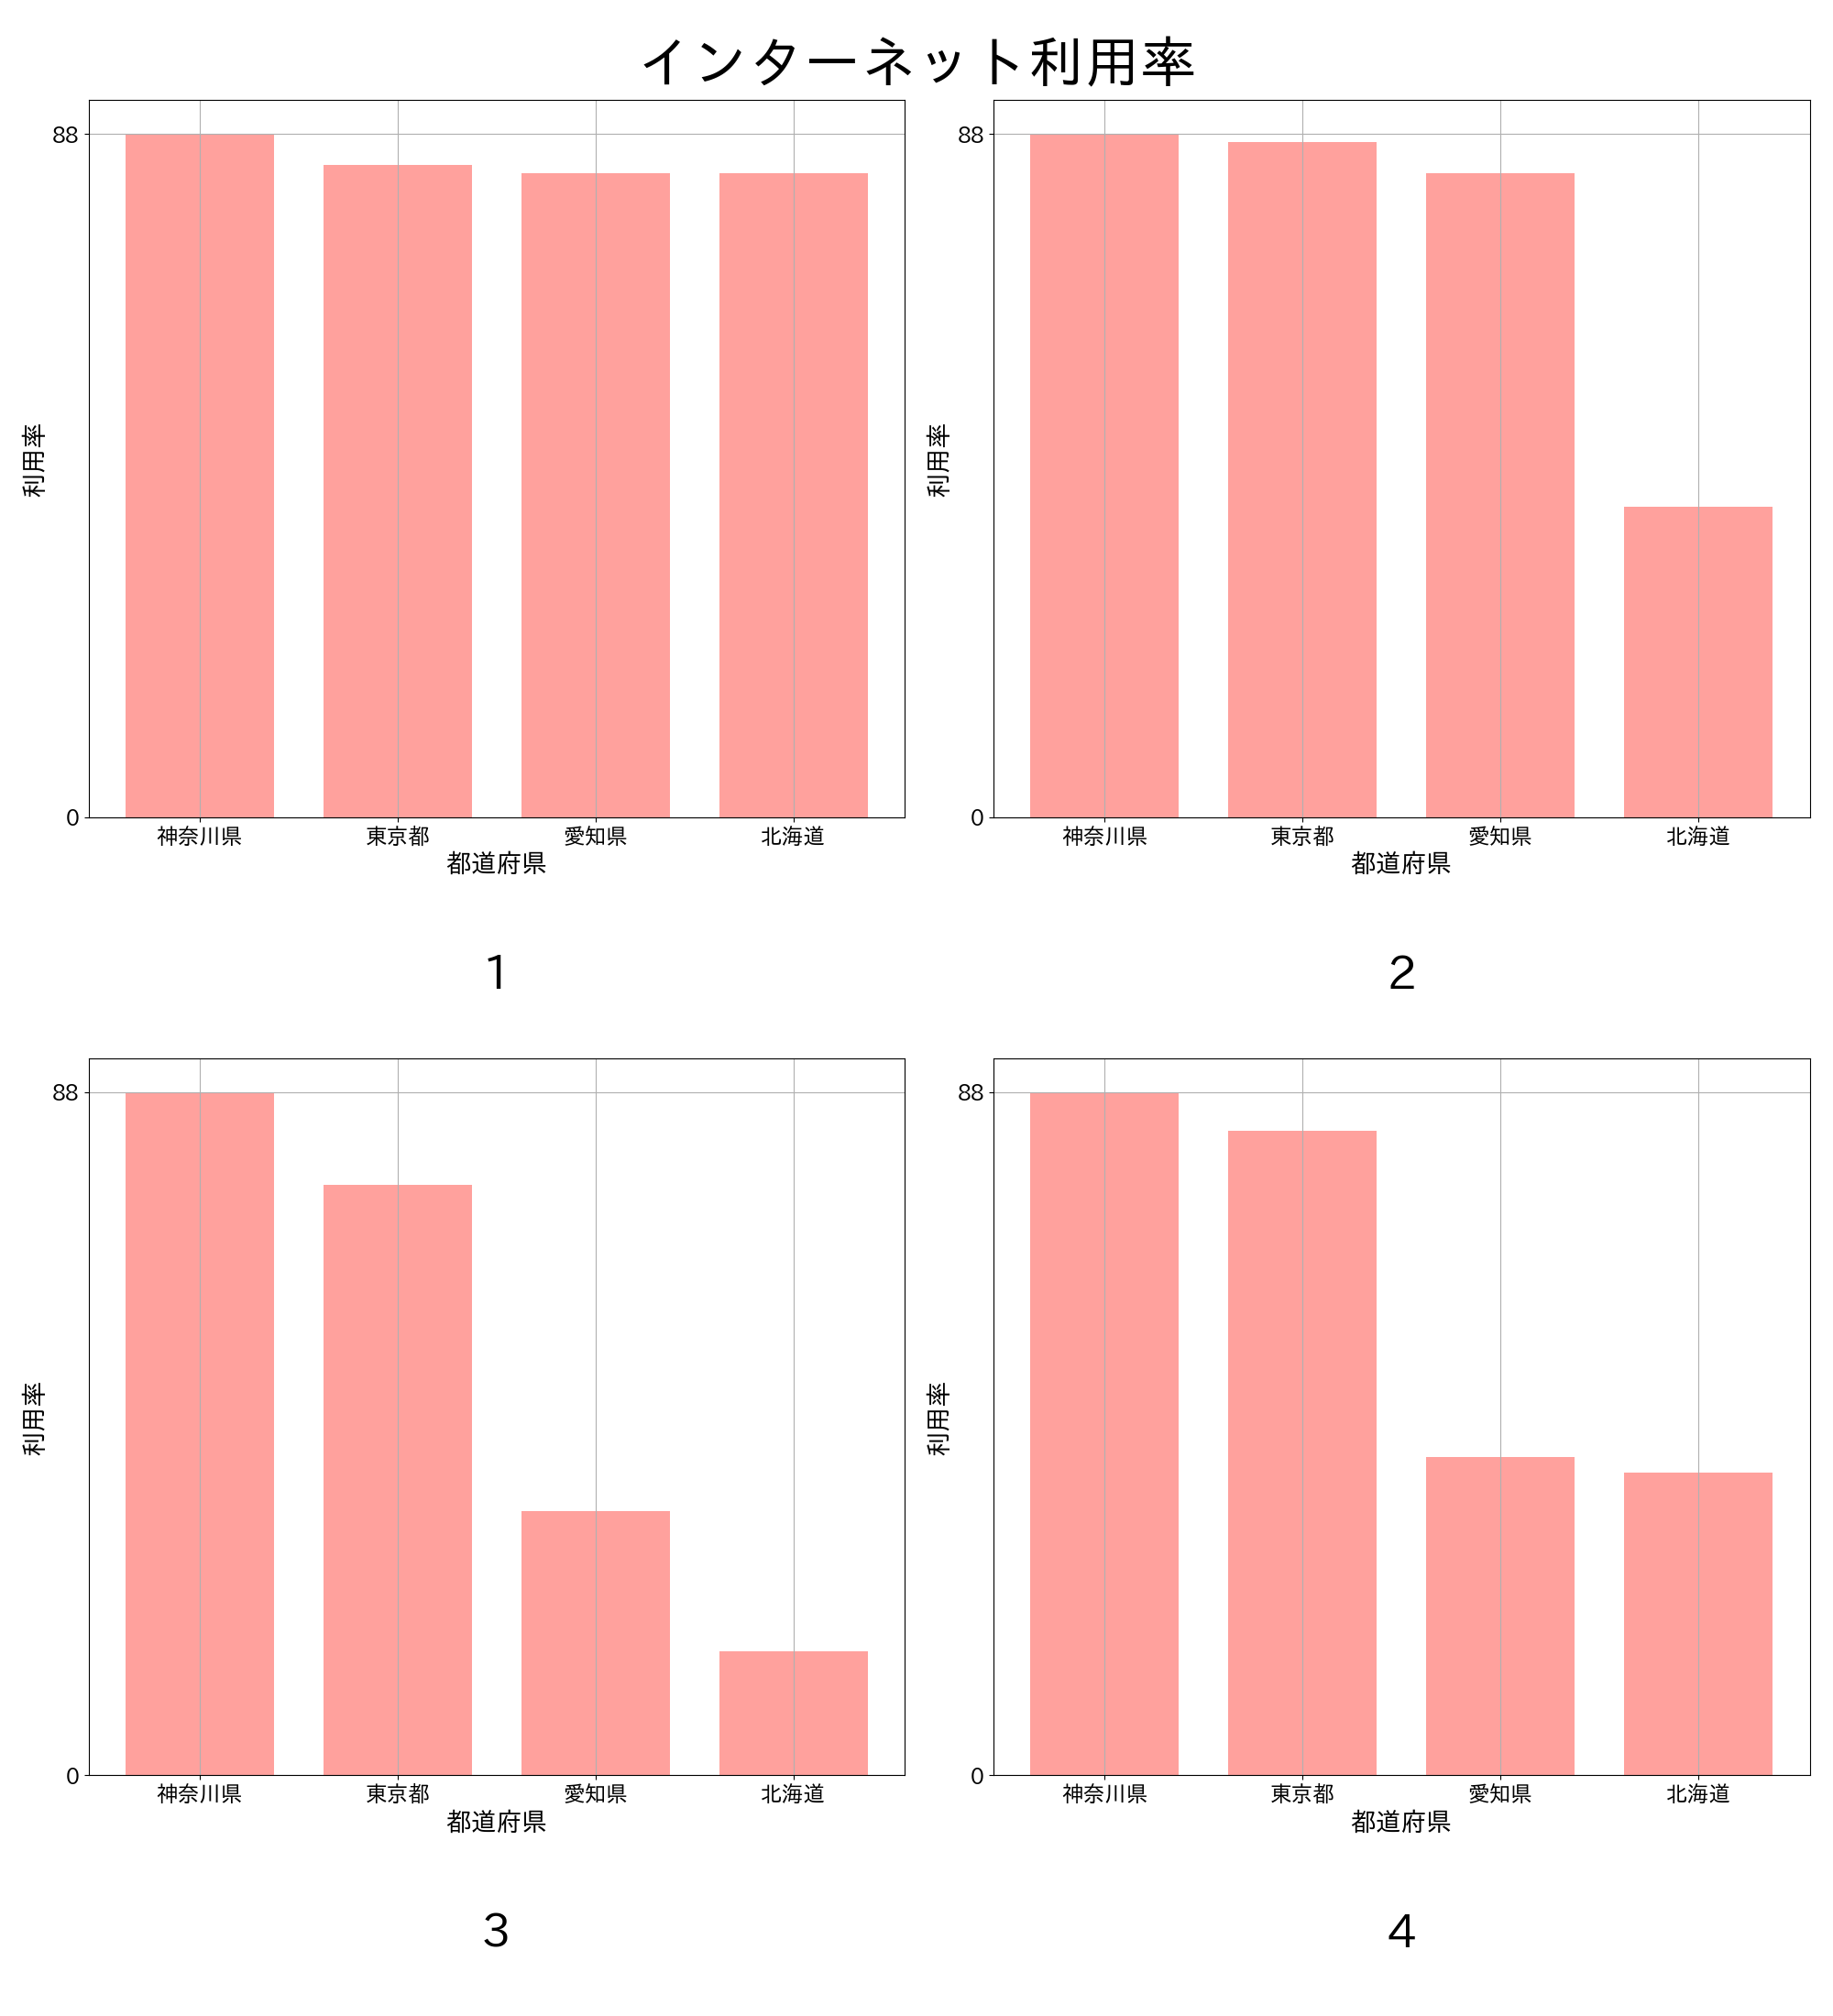 インターネット利用率
88
0
利用率
神奈川県 東京都 愛知県 北海道
都道府県
1
88
0
利用率
神奈川県 東京都 愛知県 北海道
都道府県
2
88
0
利用率
神奈川県 東京都 愛知県 北海道
都道府県
3
88
0
利用率
神奈川県 東京都 愛知県 北海道
都道府県
4